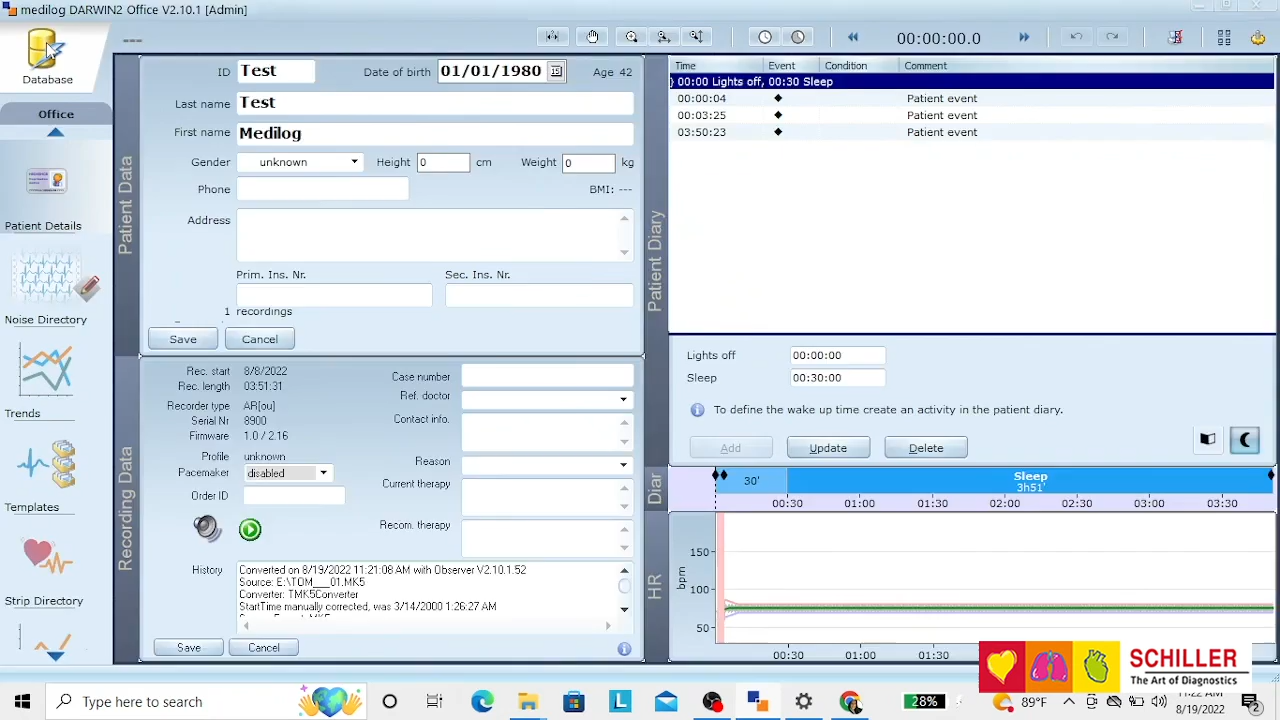 medilog DARWIN2 Office V2.10.1 [Admin]
---
00:00:00.0
Database
Office
Patient Details
Noise Directory
Trends
Templates
Strip Directory
Patient Data
ID Test Date of birth 01/01/1980 15 Age 42
Last name Test
First name Medilog
Gender unknown Height 0 cm Weight 0 kg
Phone BMI: ---
Address
Prim. Ins. Nr. Sec. Ins. Nr.
1 recordings
Save Cancel
Recording Data
Rec. start 8/8/2022
Rec. length 03:51:31
Recorder type AR[ou]
Serial Nr 8900
Firmware 1.0 / 2.16
Profile unknown
Pacemaker disabled
Order ID
Case number
Ref. doctor
Contact info.
Reason
Current therapy
Recom. therapy
History Converted on 8/19/2022 11:21:08 AM with Observer V2.10.1.52
Source: E:\TOM___01.MK5
Converter: TMK5Converter
StartTime manually corrected, was 3/14/2000 1:26:27 AM
Save Cancel
Patient Diary
Time Event Condition Comment
} 00:00 Lights off, 00:30 Sleep
00:00:04 Patient event
00:03:25 Patient event
03:50:23 Patient event
Lights off 00:00:00
Sleep 00:30:00
To define the wake up time create an activity in the patient diary.
Add Update Delete
Diar
30' Sleep
3h51'
00:30 01:00 01:30 02:00 02:30 03:00 03:30
HR
bpm
150
100
50
00:30 01:00 01:30
SCHILLER
The Art of Diagnostics
Type here to search
28%
89°F
11:22 AM
8/19/2022
2